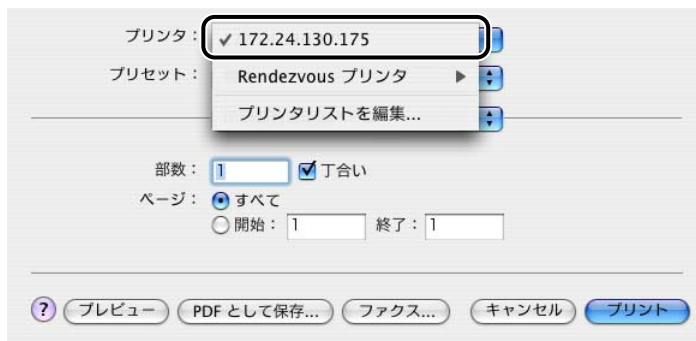 プリンタ： ✓ 172.24.130.175
プリセット： Rendezvous プリンタ ▶
プリンタリストを編集...
部数： 1 丁合い
ページ： すべて
開始： 1 終了： 1
? プレビュー PDF として保存... ファクス... キャンセル プリント